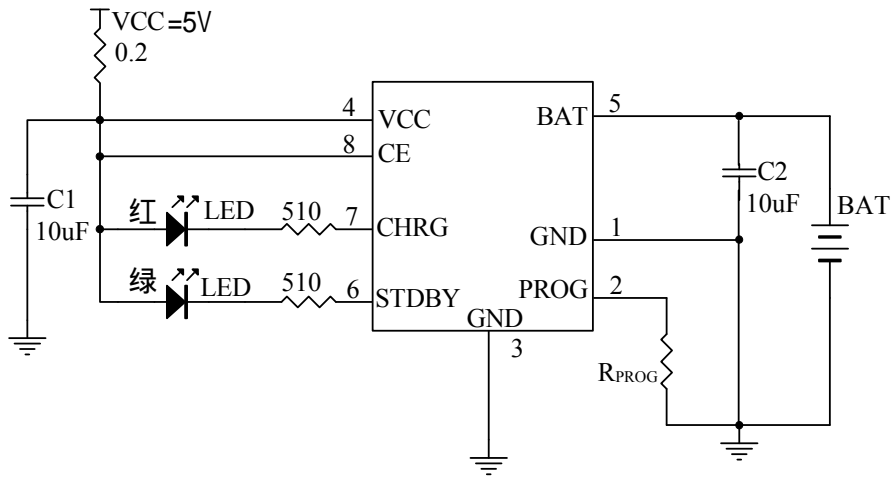 VCC=5V
0.2
4
VCC
BAT
5
8
CE
C1
10uF
红
LED
510
7
CHRG
C2
10uF
BAT
GND
1
绿
LED
510
6
STDBY
PROG
2
GND
3
RPROG